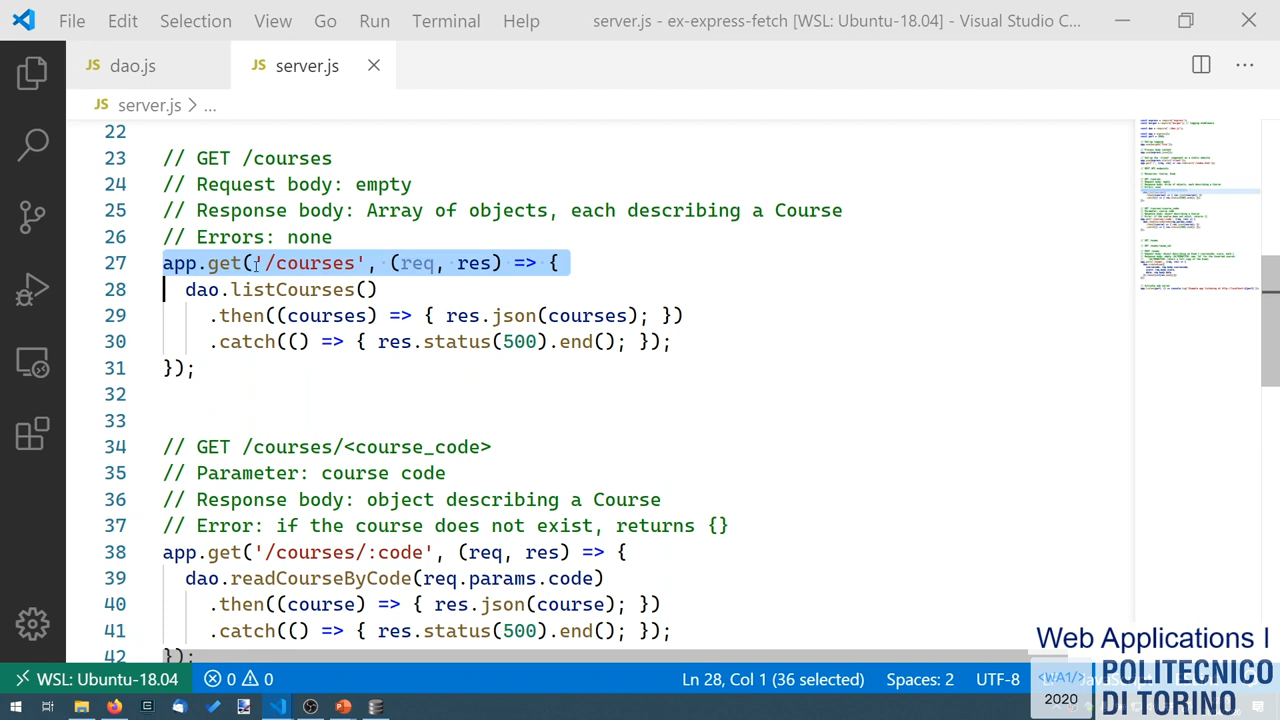 File Edit Selection View Go Run Terminal Help server.js - ex-express-fetch [WSL: Ubuntu-18.04] - Visual Studio C...
JS dao.js JS server.js
JS server.js > ...
22
23 // GET /courses
24 // Request body: empty
25 // Response body: Array of objects, each describing a Course
26 // Errors: none
27 app.get('/courses', (req, res) => {
28 dao.listCourses()
29 .then((courses) => { res.json(courses); })
30 .catch(() => { res.status(500).end(); });
31 });
32
33
34 // GET /courses/<course_code>
35 // Parameter: course code
36 // Response body: object describing a Course
37 // Error: if the course does not exist, returns {}
38 app.get('/courses/:code', (req, res) => {
39 dao.readCourseByCode(req.params.code)
40 .then((course) => { res.json(course); })
41 .catch(() => { res.status(500).end(); });
42 });
Web Applications I
WSL: Ubuntu-18.04 0 0 Ln 28, Col 1 (36 selected) Spaces: 2 UTF-8
<WA1/>
2020
POLITECNICO
DI TORINO